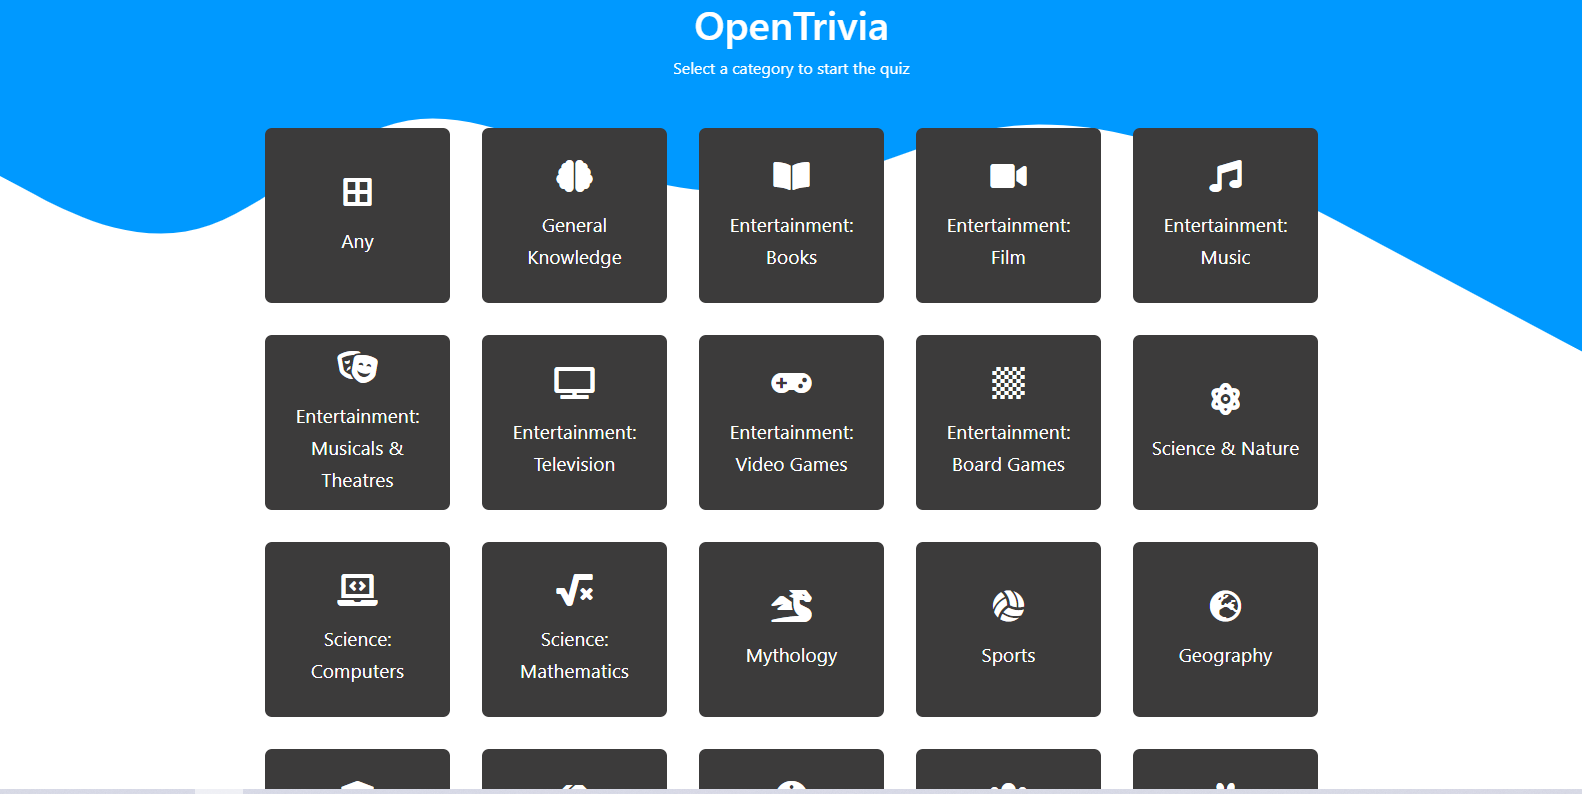 OpenTrivia
Select a category to start the quiz
Any
General
Knowledge
Entertainment:
Books
Entertainment:
Film
Entertainment:
Music
Entertainment:
Musicals &
Theatres
Entertainment:
Television
Entertainment:
Video Games
Entertainment:
Board Games
Science & Nature
Science:
Computers
Science:
Mathematics
Mythology
Sports
Geography